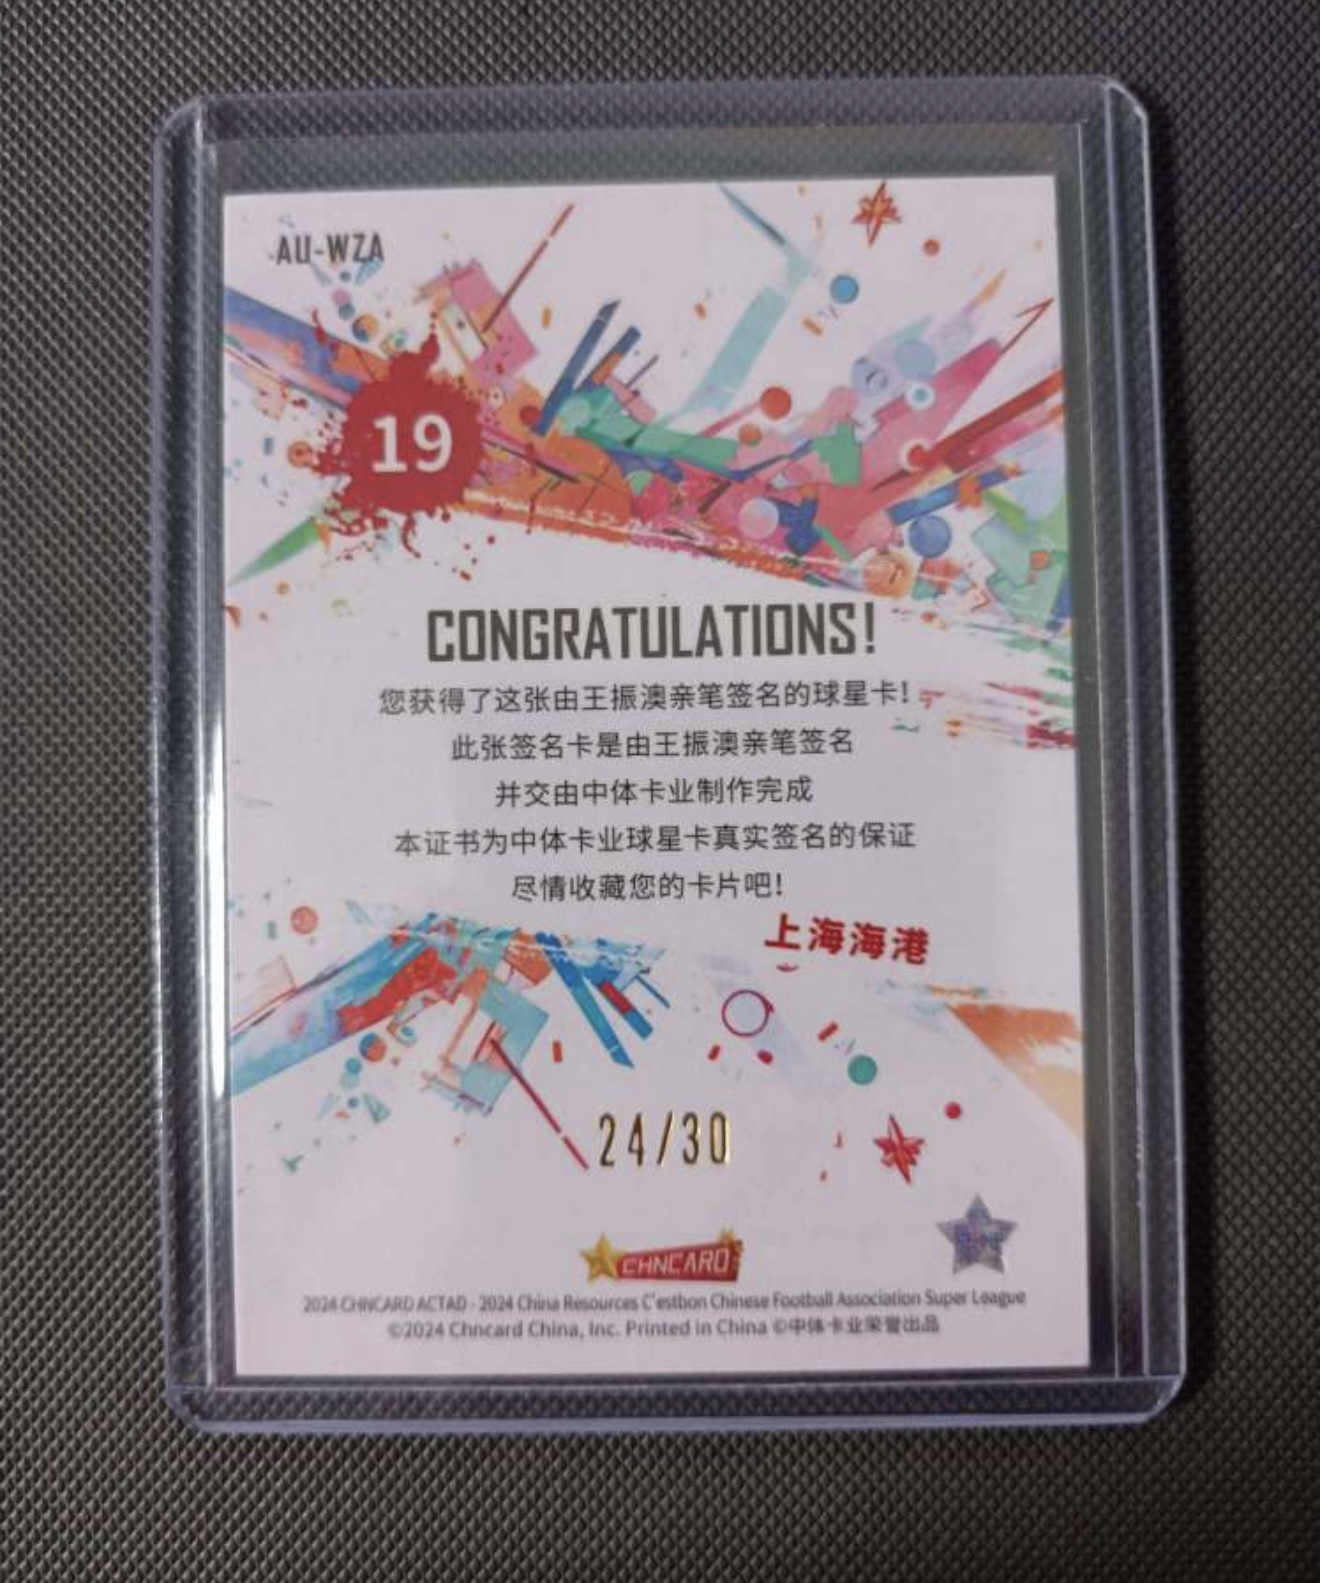 AU-WZA
19
CONGRATULATIONS!
您获得了这张由王振澳亲笔签名的球星卡!
此张签名卡是由王振澳亲笔签名
并交由中体卡业制作完成
本证书为中体卡业球星卡真实签名的保证
尽情收藏您的卡片吧!
上海海港
24/30
CHNCARD
2024 CHNCARD ACTAD - 2024 China Resources C'estbon Chinese Football Association Super League
©2024 Chncard China, Inc. Printed in China ©中体卡业荣誉出品